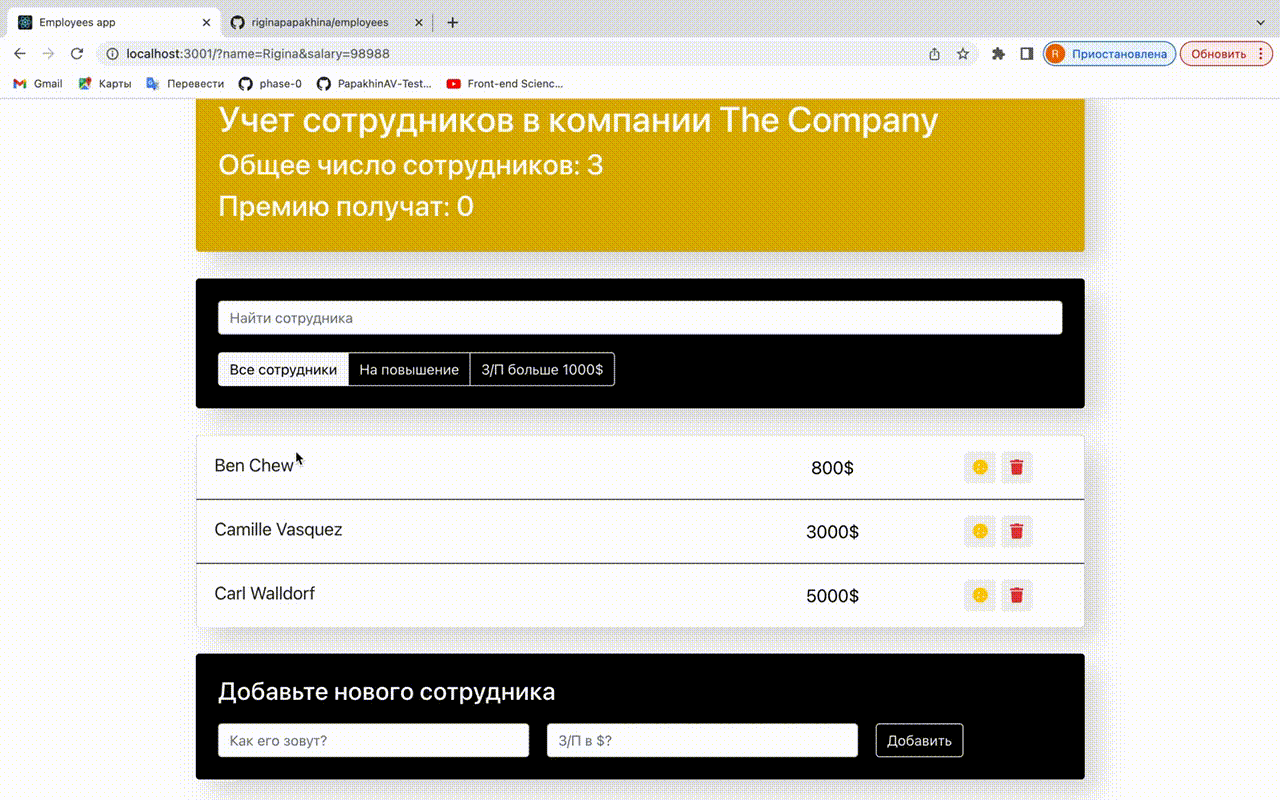 Employees app
riginapapakhina/employees
localhost:3001/?name=Rigina&salary=98988
R Приостановлена
Обновить
Gmail Карты Перевести phase-0 PapakhinAV-Test... Front-end Scienc...
Учет сотрудников в компании The Company
Общее число сотрудников: 3
Премию получат: 0
Найти сотрудника
Все сотрудники На повышение З/П больше 1000$
Ben Chew 800$
Camille Vasquez 3000$
Carl Walldorf 5000$
Добавьте нового сотрудника
Как его зовут? З/П в $? Добавить